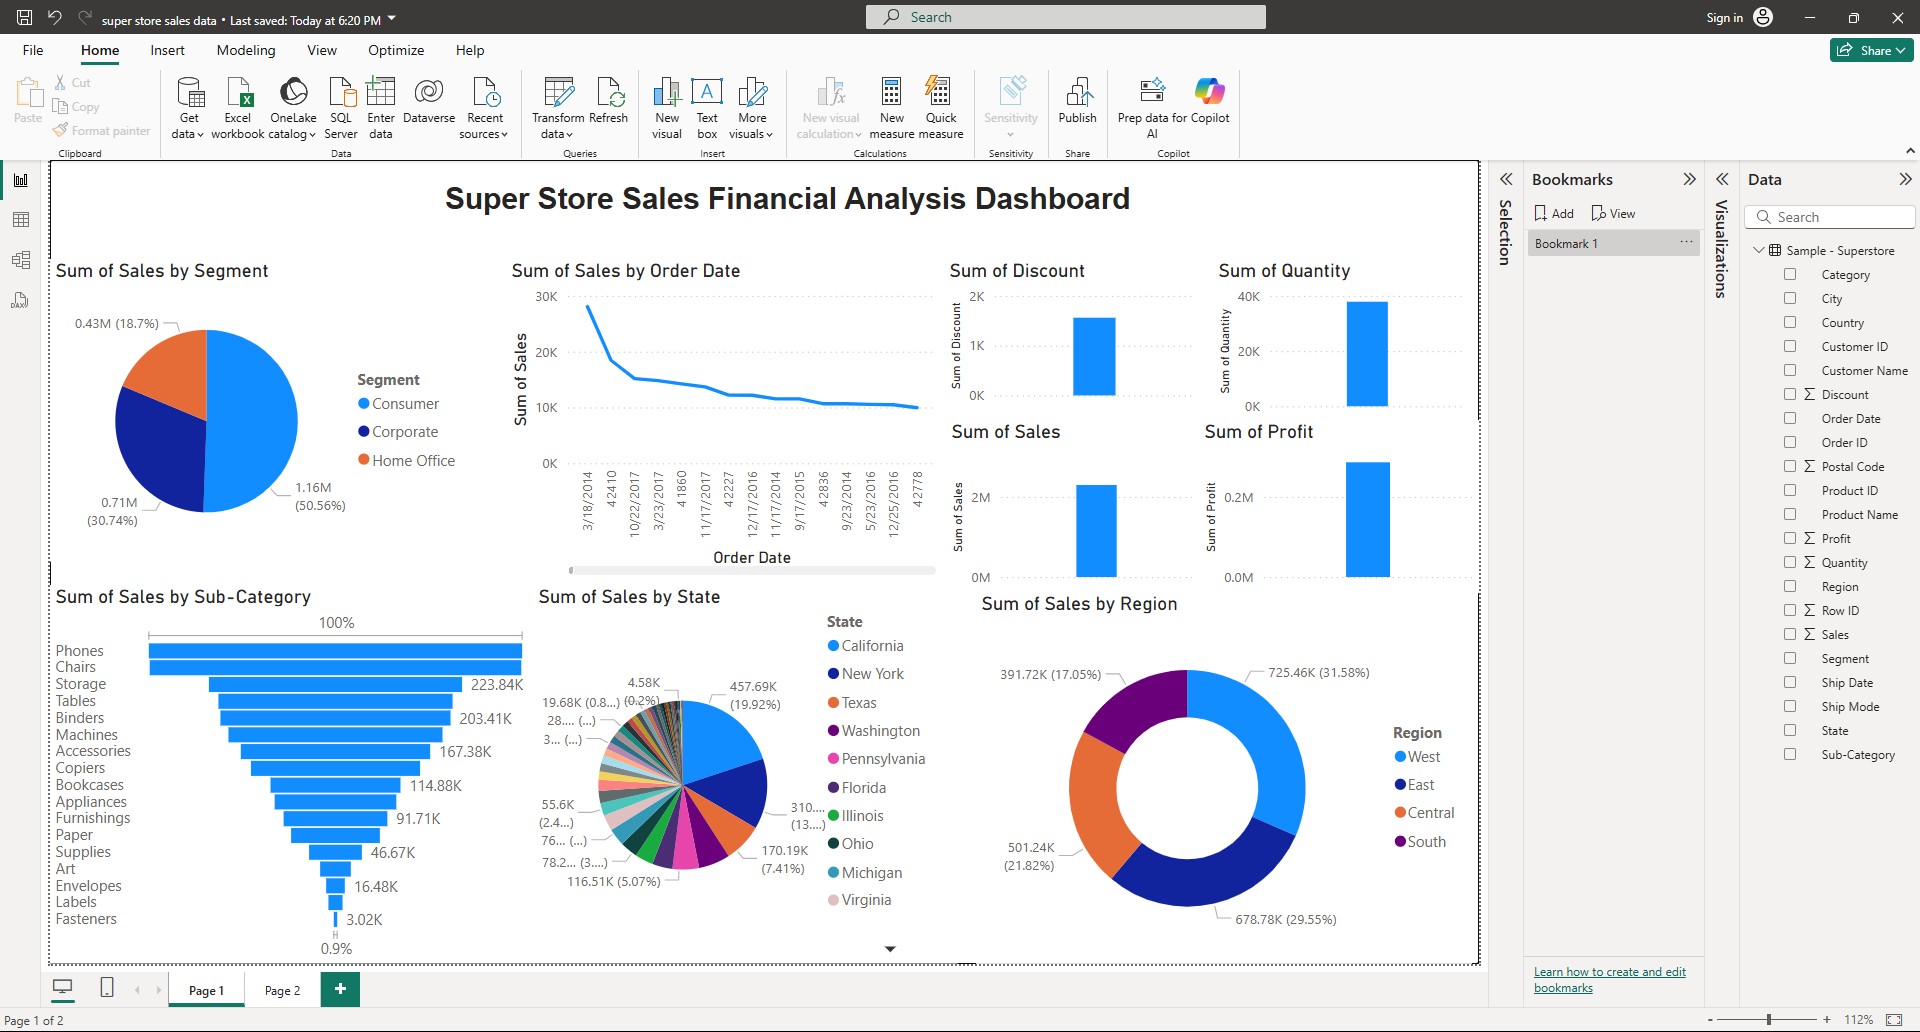 super store sales data • Last saved: Today at 6:20 PM
Search
Sign in
File
Home
Insert
Modeling
View
Optimize
Help
Share
Paste
Cut
Copy
Format painter
Clipboard
Get data
Excel workbook
OneLake catalog
SQL Server
Enter data
Dataverse
Recent sources
Data
Transform data
Refresh
Queries
New visual
Text box
More visuals
Insert
New visual calculation
New measure
Quick measure
Calculations
Sensitivity
Sensitivity
Publish
Share
Prep data for AI
Copilot
Copilot
Super Store Sales Financial Analysis Dashboard
Sum of Sales by Segment
0.43M (18.7%)
0.71M
(30.74%)
1.16M
(50.56%)
Segment
Consumer
Corporate
Home Office
Sum of Sales by Order Date
Sum of Sales
30K
20K
10K
0K
3/18/2014
42410
10/22/2017
3/23/2017
41860
11/17/2017
42227
12/17/2016
11/17/2014
9/17/2015
42836
9/23/2014
5/23/2016
12/25/2016
42778
Order Date
Sum of Discount
Sum of Discount
2K
1K
0K
Sum of Quantity
Sum of Quantity
40K
20K
0K
Sum of Sales
Sum of Sales
2M
0M
Sum of Profit
Sum of Profit
0.2M
0.0M
Sum of Sales by Sub-Category
100%
Phones
Chairs
Storage
223.84K
Tables
Binders
203.41K
Machines
Accessories
167.38K
Copiers
Bookcases
114.88K
Appliances
Furnishings
91.71K
Paper
Supplies
46.67K
Art
Envelopes
16.48K
Labels
Fasteners
3.02K
0.9%
Sum of Sales by State
4.58K
(0.2%)
19.68K (0.8...)
28.... (...)
3... (...)
55.6K
(2.4...)
76... (...)
78.2... (3....)
116.51K (5.07%)
457.69K
(19.92%)
310....
(13....)
170.19K
(7.41%)
State
California
New York
Texas
Washington
Pennsylvania
Florida
Illinois
Ohio
Michigan
Virginia
Sum of Sales by Region
391.72K (17.05%)
725.46K (31.58%)
501.24K
(21.82%)
678.78K (29.55%)
Region
West
East
Central
South
Selection
Bookmarks
Add
View
Bookmark 1
Learn how to create and edit
bookmarks
Visualizations
Data
Search
Sample - Superstore
Category
City
Country
Customer ID
Customer Name
Σ Discount
Order Date
Order ID
Σ Postal Code
Product ID
Product Name
Σ Profit
Σ Quantity
Region
Σ Row ID
Σ Sales
Segment
Ship Date
Ship Mode
State
Sub-Category
Page 1
Page 2
+
Page 1 of 2
- + 112%